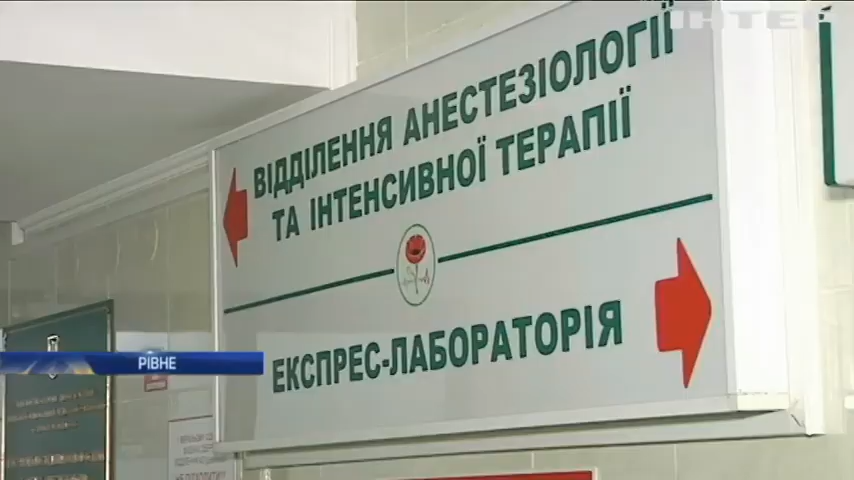 ІНТЕР
ВІДДІЛЕННЯ АНЕСТЕЗІОЛОГІЇ
ТА ІНТЕНСИВНОЇ ТЕРАПІЇ
ЕКСПРЕС-ЛАБОРАТОРІЯ
РІВНЕ